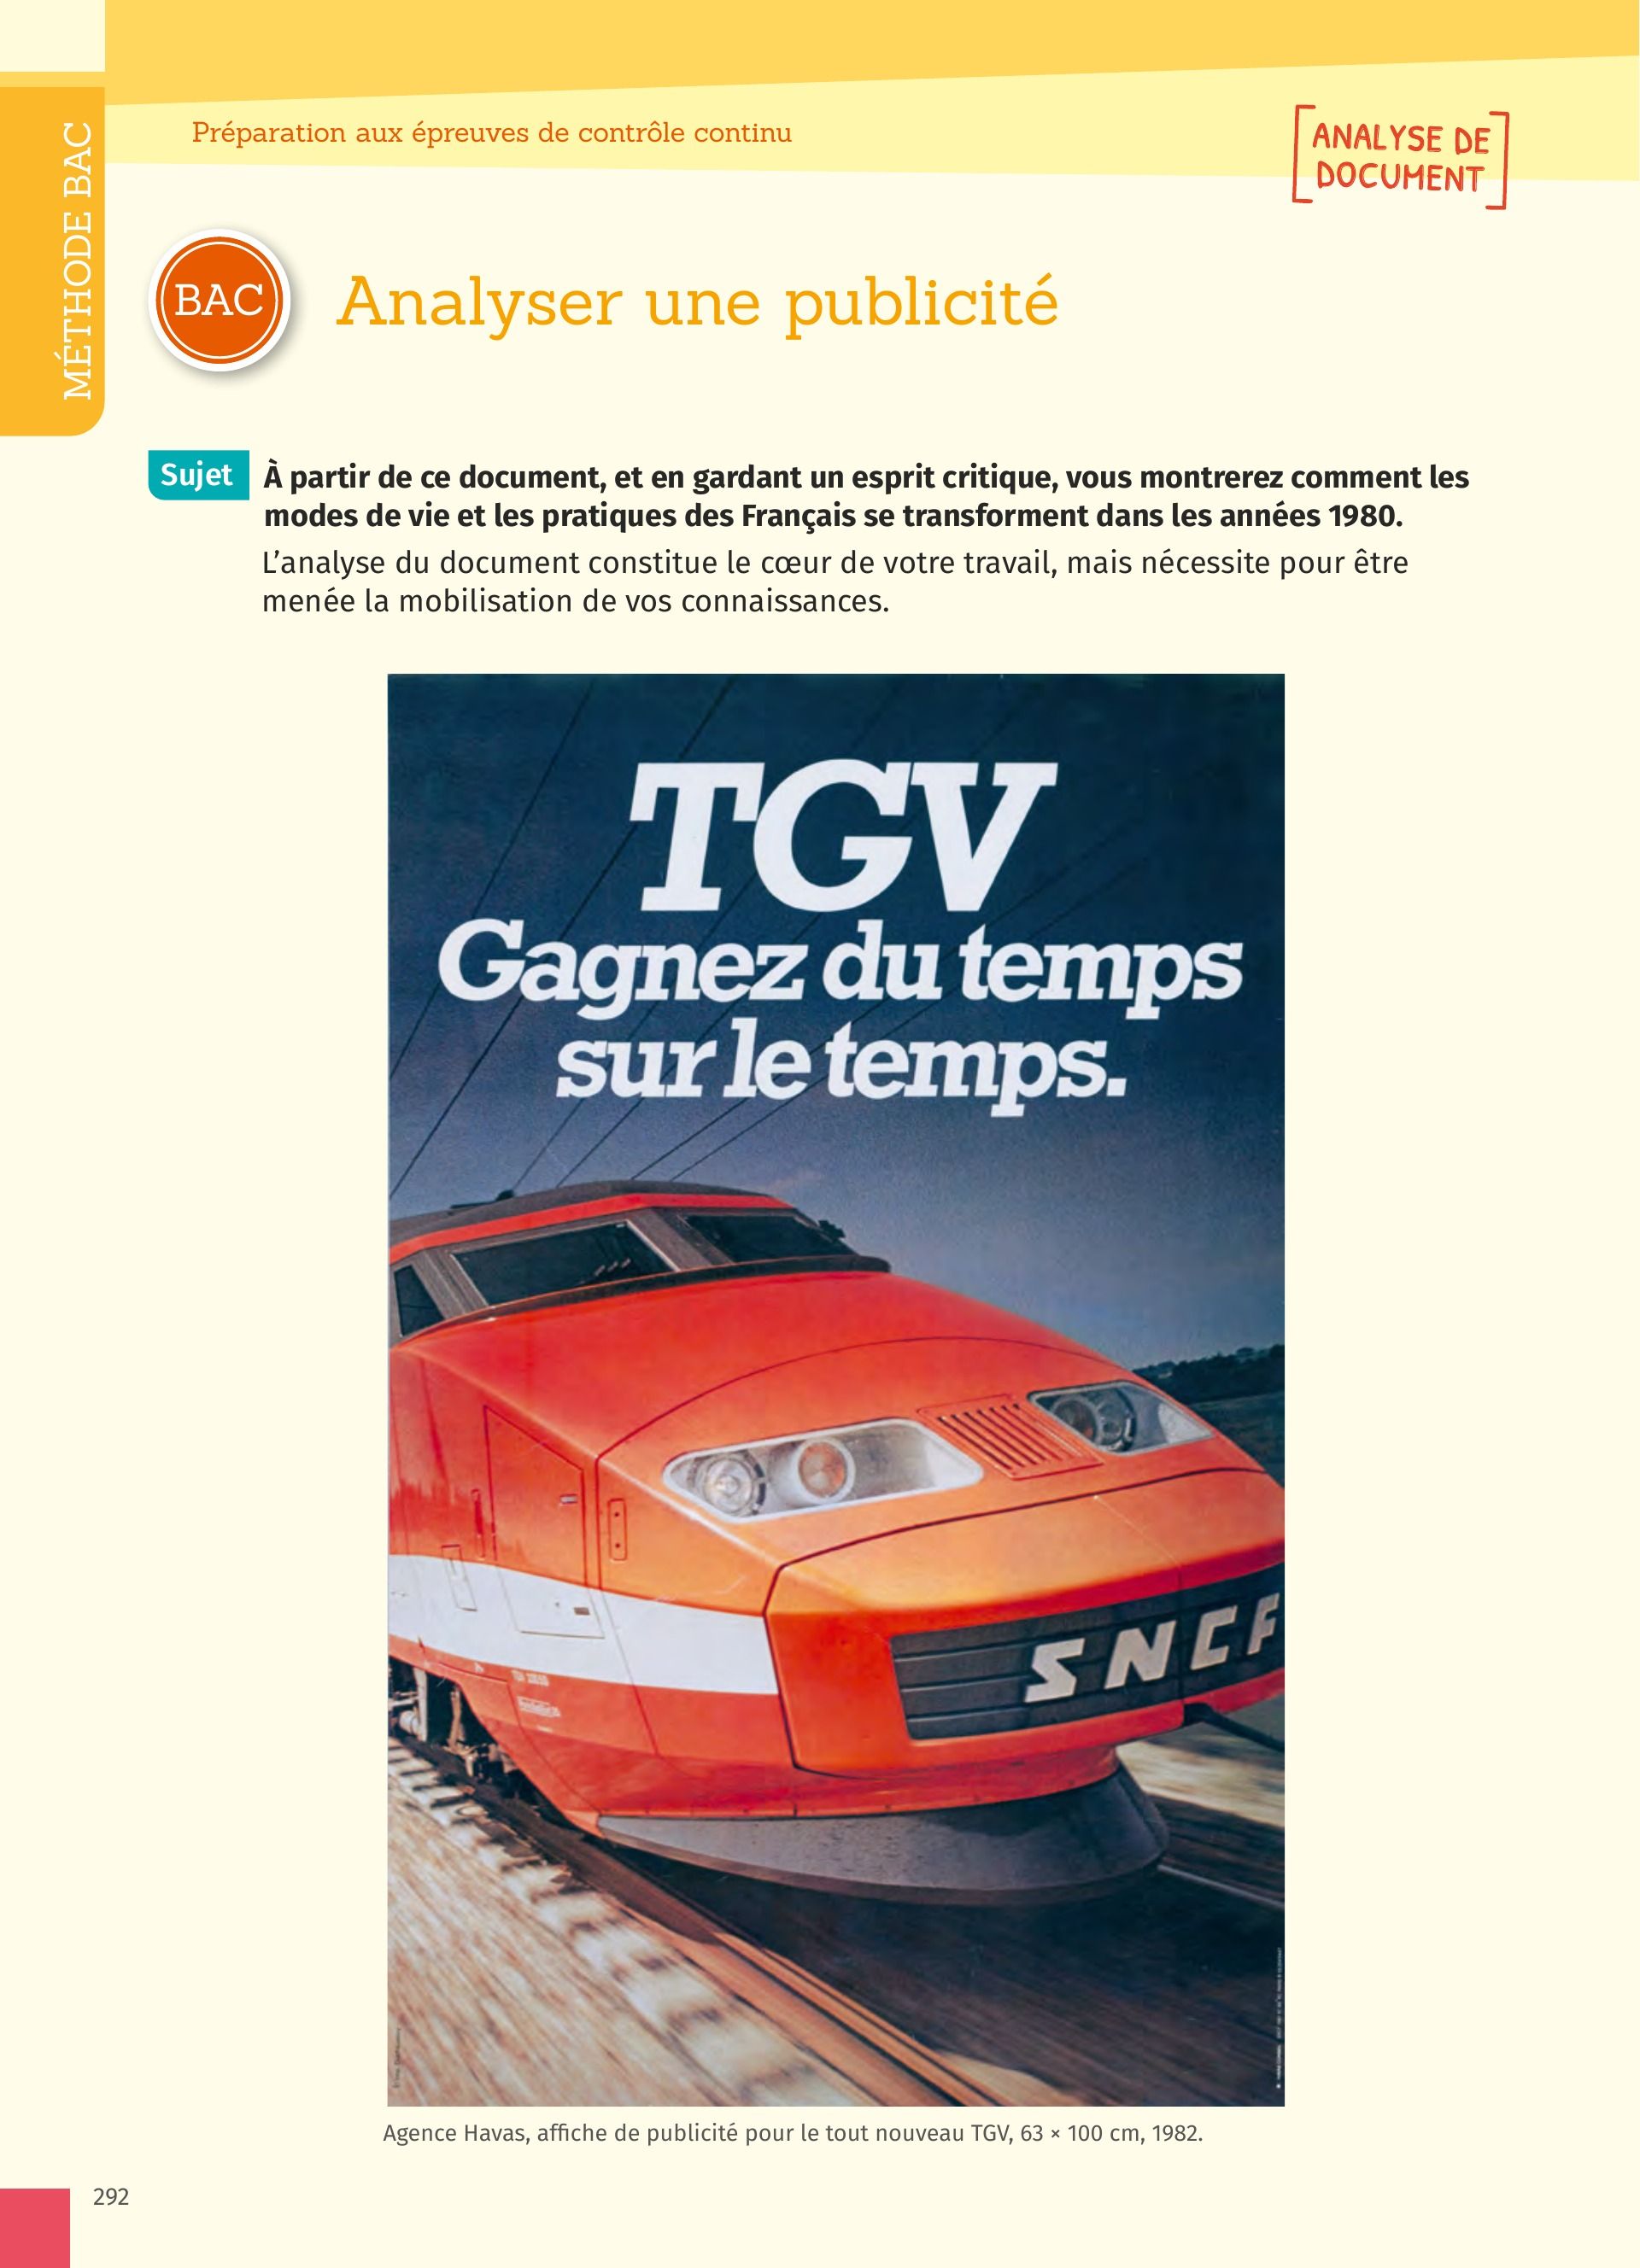 Préparation aux épreuves de contrôle continu
ANALYSE DE
DOCUMENT
MÉTHODE BAC
BAC
Analyser une publicité
Sujet
À partir de ce document, et en gardant un esprit critique, vous montrerez comment les
modes de vie et les pratiques des Français se transforment dans les années 1980.
L’analyse du document constitue le cœur de votre travail, mais nécessite pour être
menée la mobilisation de vos connaissances.
TGV
Gagnez du temps
sur le temps.
SNCF
Agence Havas, affiche de publicité pour le tout nouveau TGV, 63 × 100 cm, 1982.
292